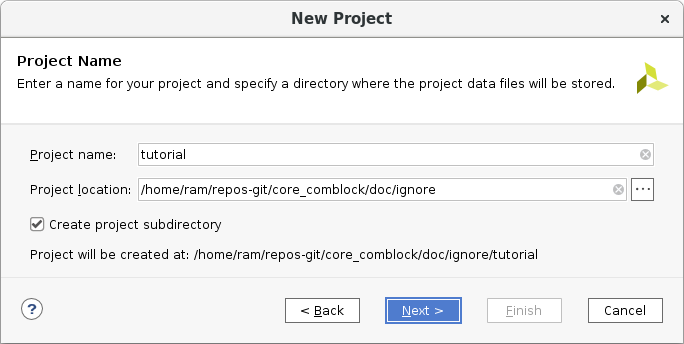 New Project
Project Name
Enter a name for your project and specify a directory where the project data files will be stored.
Project name: tutorial
Project location: /home/ram/repos-git/core_comblock/doc/ignore ...
Create project subdirectory
Project will be created at: /home/ram/repos-git/core_comblock/doc/ignore/tutorial
? < Back Next > Finish Cancel